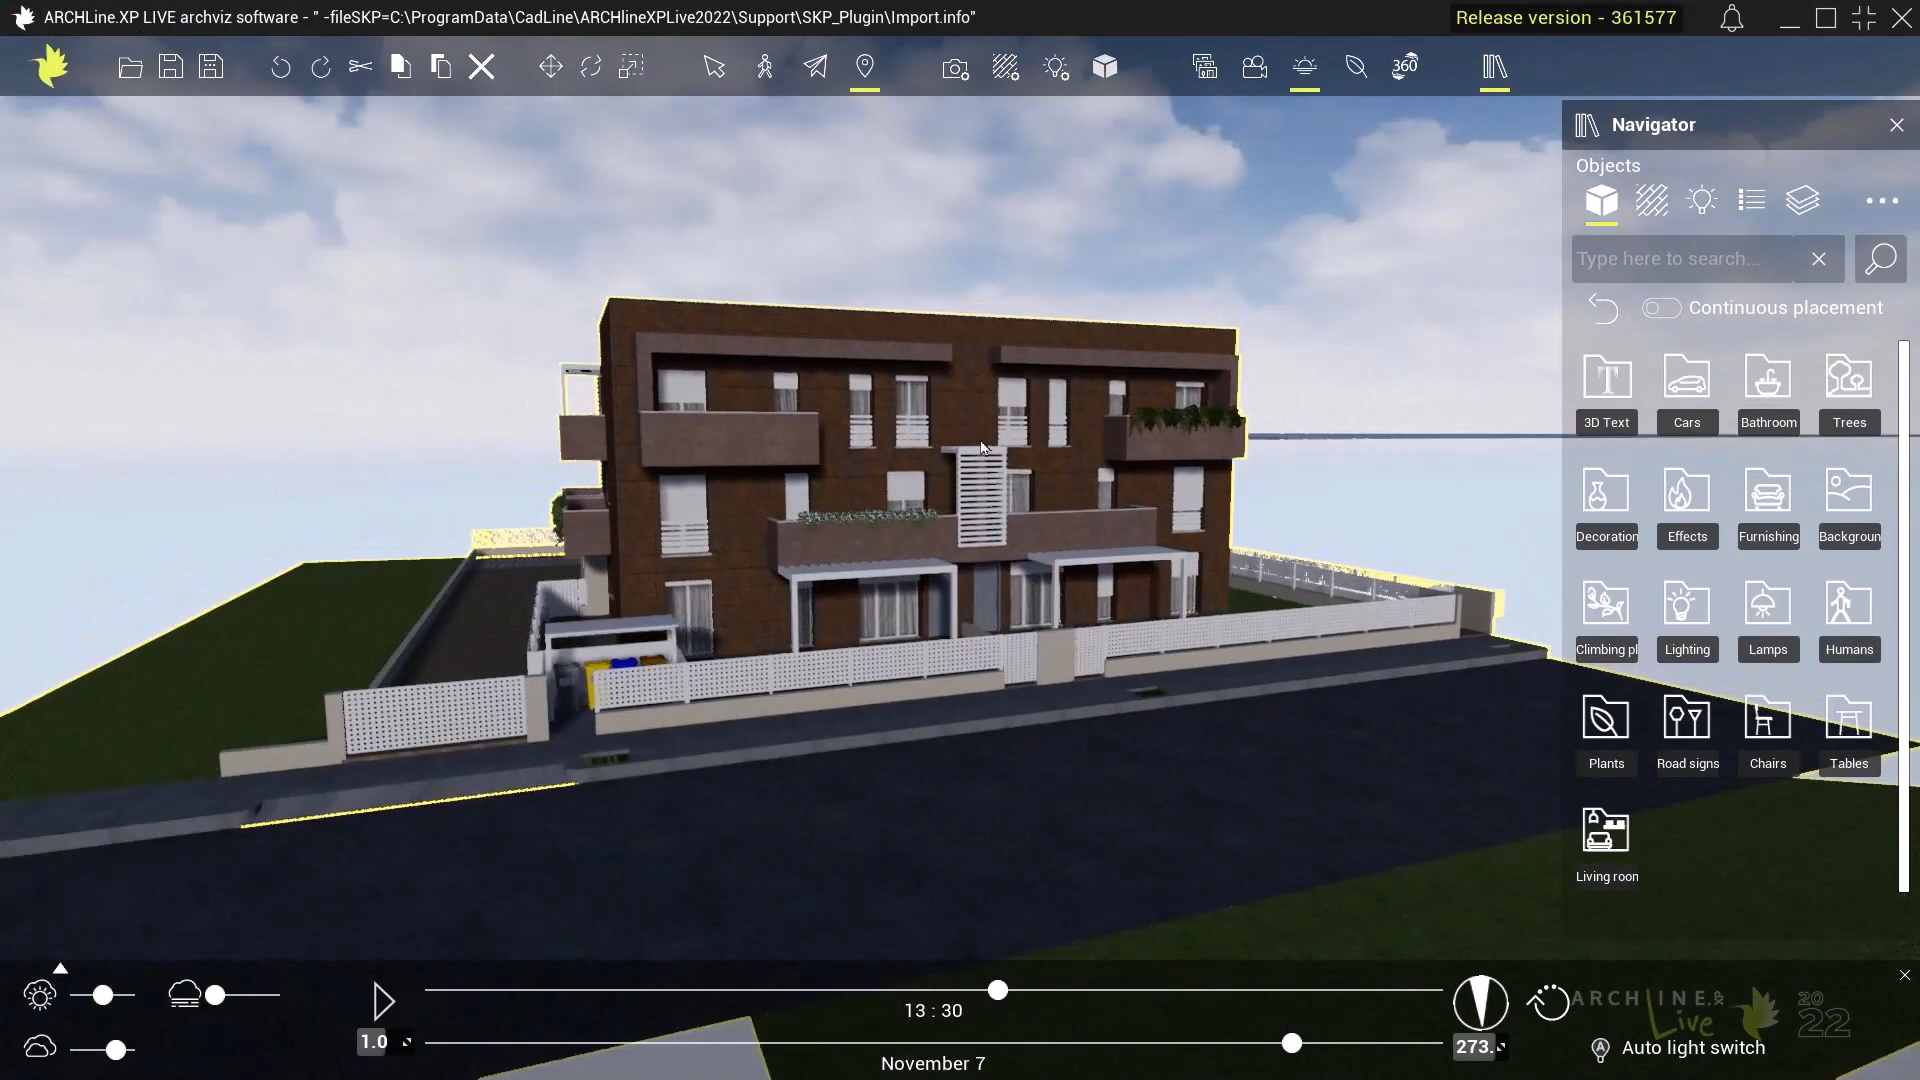 ARCHLine.XP LIVE archviz software - " -fileSKP=C:\ProgramData\CadLine\ARCHlineXPLive2022\Support\SKP_Plugin\Import.info"
Release version - 361577
360
Navigator
Objects
Type here to search...
Continuous placement
T
3D Text
Cars
Bathroom
Trees
Decoration
Effects
Furnishing
Backgroun
Climbing pl
Lighting
Lamps
Humans
Plants
Road signs
Chairs
Tables
Living roon
13 : 30
1.0
November 7
273.
ARCHLINE.XP
Live
2022
A
Auto light switch